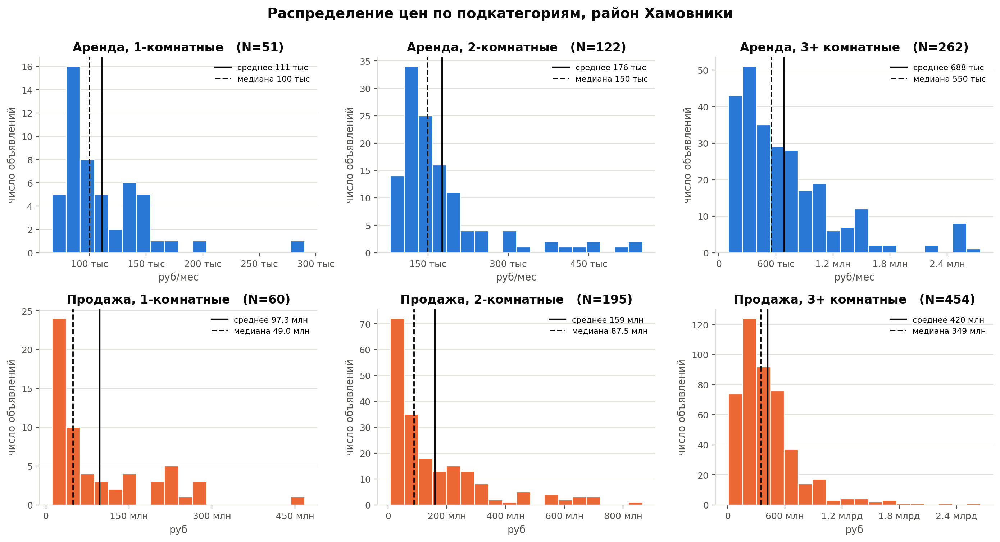 Распределение цен по подкатегориям, район Хамовники
Аренда, 1-комнатные (N=51)
среднее 111 тыс
медиана 100 тыс
число объявлений
16
14
12
10
8
6
4
2
0
100 тыс 150 тыс 200 тыс 250 тыс 300 тыс
руб/мес
Аренда, 2-комнатные (N=122)
среднее 176 тыс
медиана 150 тыс
число объявлений
35
30
25
20
15
10
5
0
150 тыс 300 тыс 450 тыс
руб/мес
Аренда, 3+ комнатные (N=262)
среднее 688 тыс
медиана 550 тыс
число объявлений
50
40
30
20
10
0
0 600 тыс 1.2 млн 1.8 млн 2.4 млн
руб/мес
Продажа, 1-комнатные (N=60)
среднее 97.3 млн
медиана 49.0 млн
число объявлений
25
20
15
10
5
0
0 150 млн 300 млн 450 млн
руб
Продажа, 2-комнатные (N=195)
среднее 159 млн
медиана 87.5 млн
число объявлений
70
60
50
40
30
20
10
0
0 200 млн 400 млн 600 млн 800 млн
руб
Продажа, 3+ комнатные (N=454)
среднее 420 млн
медиана 349 млн
число объявлений
120
100
80
60
40
20
0
0 600 млн 1.2 млрд 1.8 млрд 2.4 млрд
руб